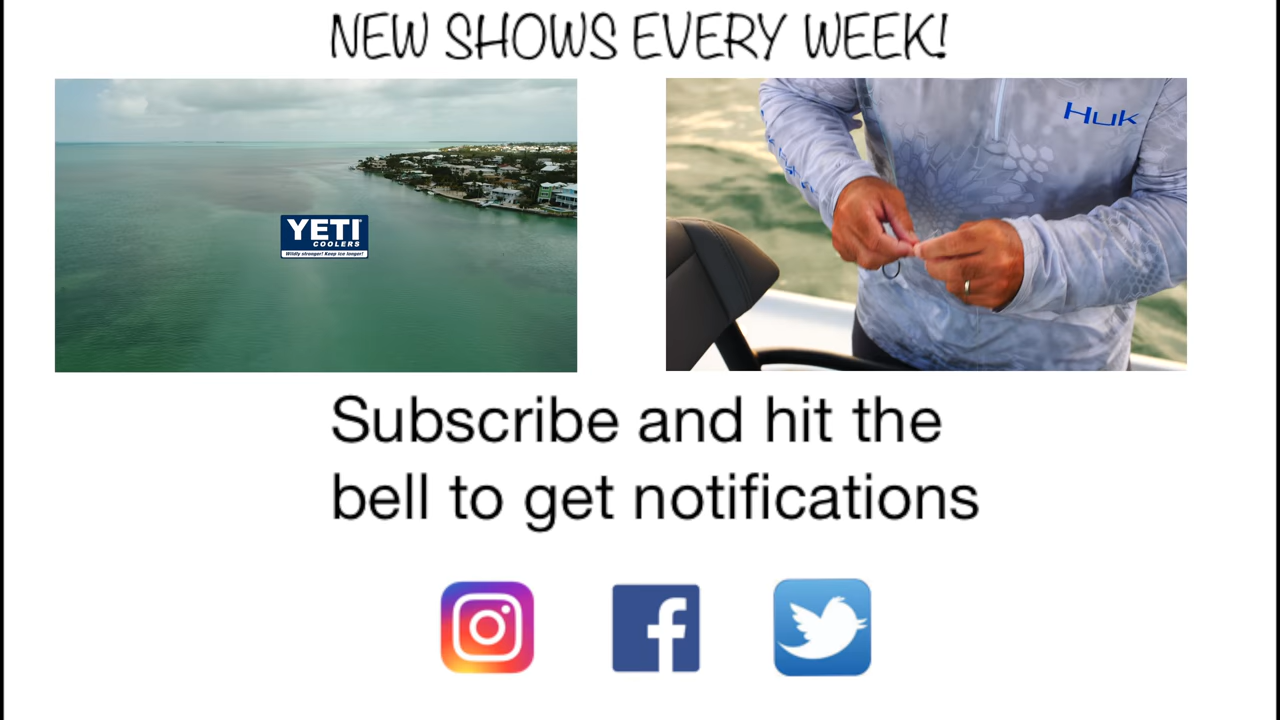 NEW SHOWS EVERY WEEK!
YETI
COOLERS
Wildly stronger! Keep ice longer!
Huk
Subscribe and hit the
bell to get notifications